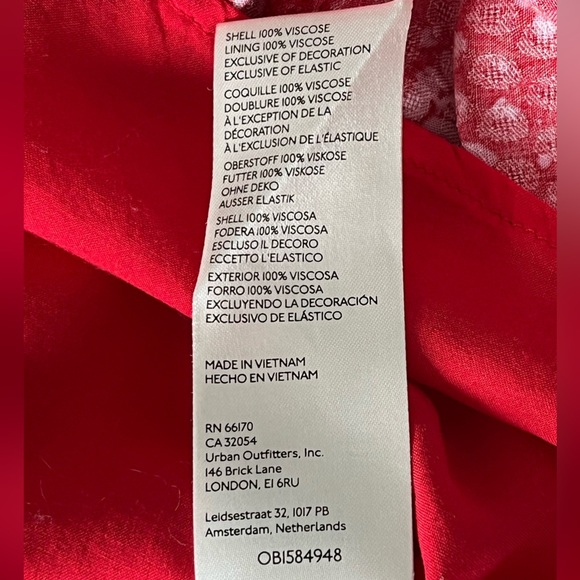 SHELL 100% VISCOSE
LINING 100% VISCOSE
EXCLUSIVE OF DECORATION
EXCLUSIVE OF ELASTIC
COQUILLE 100% VISCOSE
DOUBLURE 100% VISCOSE
À L'EXCEPTION DE LA
DÉCORATION
À L'EXCLUSION DE L'ÉLASTIQUE
OBERSTOFF 100% VISKOSE
FUTTER 100% VISKOSE
OHNE DEKO
AUSSER ELASTIK
SHELL 100% VISCOSA
FODERA 100% VISCOSA
ESCLUSO IL DECORO
ECCETTO L'ELASTICO
EXTERIOR 100% VISCOSA
FORRO 100% VISCOSA
EXCLUYENDO LA DECORACIÓN
EXCLUSIVO DE ELÁSTICO
MADE IN VIETNAM
HECHO EN VIETNAM
RN 66170
CA 32054
Urban Outfitters, Inc.
146 Brick Lane
LONDON, E1 6RU
Leidsestraat 32, 1017 PB
Amsterdam, Netherlands
OB1584948